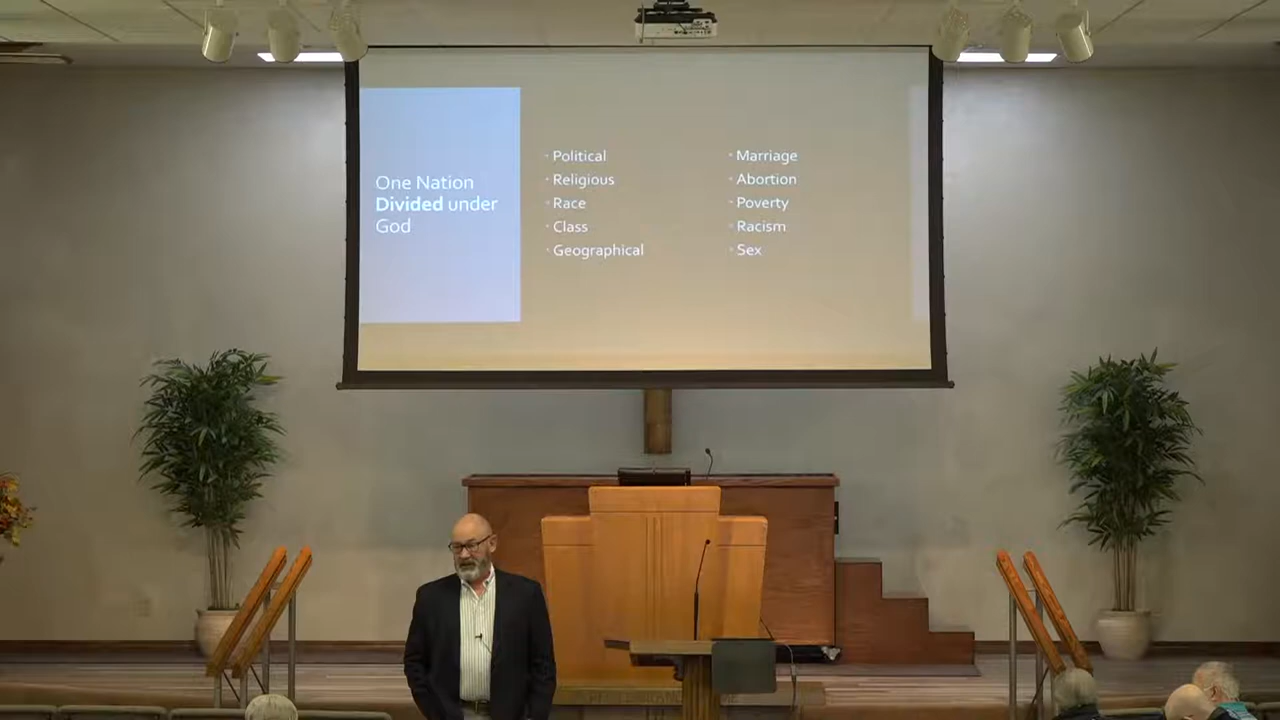 One Nation
Divided under
God
Political
Religious
Race
Class
Geographical
Marriage
Abortion
Poverty
Racism
Sex